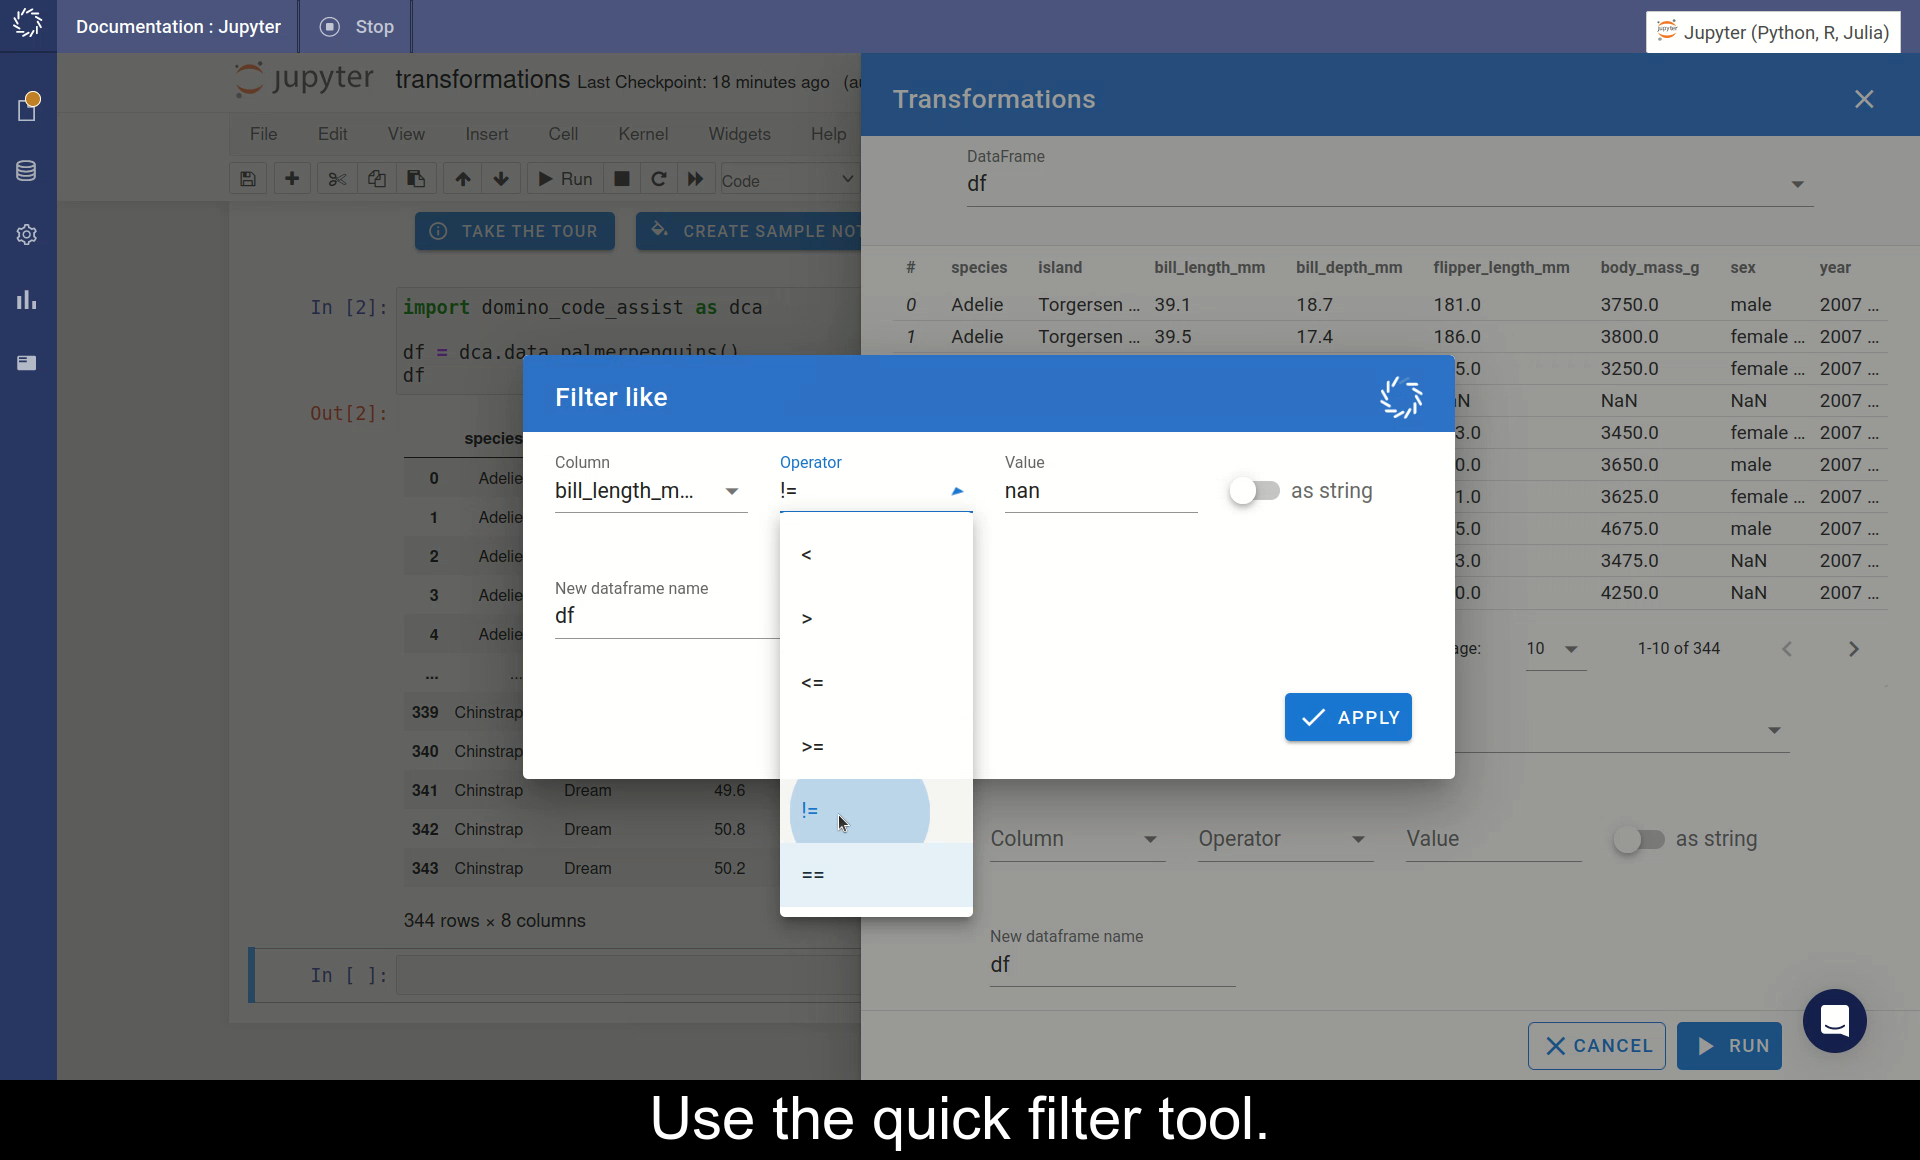 Documentation : Jupyter
Stop
Jupyter (Python, R, Julia)
jupyter transformations Last Checkpoint: 18 minutes ago (au
File Edit View Insert Cell Kernel Widgets Help
Run Code
TAKE THE TOUR
CREATE SAMPLE NOT
In [2]: import domino_code_assist as dca
df = dca.data.palmerpenguins()
df
Out[2]:
species
0 Adelie
1 Adelie
2 Adelie
3 Adelie
4 Adelie
... ...
339 Chinstrap
340 Chinstrap
341 Chinstrap Dream 49.6
342 Chinstrap Dream 50.8
343 Chinstrap Dream 50.2
344 rows × 8 columns
In [ ]:
Transformations
DataFrame
df
# species island bill_length_mm bill_depth_mm flipper_length_mm body_mass_g sex year
0 Adelie Torgersen ... 39.1 18.7 181.0 3750.0 male 2007 ...
1 Adelie Torgersen ... 39.5 17.4 186.0 3800.0 female ... 2007 ...
5.0 3250.0 female ... 2007 ...
N NaN NaN 2007 ...
3.0 3450.0 female ... 2007 ...
0.0 3650.0 male 2007 ...
1.0 3625.0 female ... 2007 ...
5.0 4675.0 male 2007 ...
3.0 3475.0 NaN 2007 ...
0.0 4250.0 NaN 2007 ...
age: 10 1-10 of 344
Filter like
Column Operator Value
bill_length_m... != nan as string
<
>
<=
>=
!=
==
New dataframe name
df
APPLY
Column Operator Value as string
New dataframe name
df
CANCEL RUN
Use the quick filter tool.